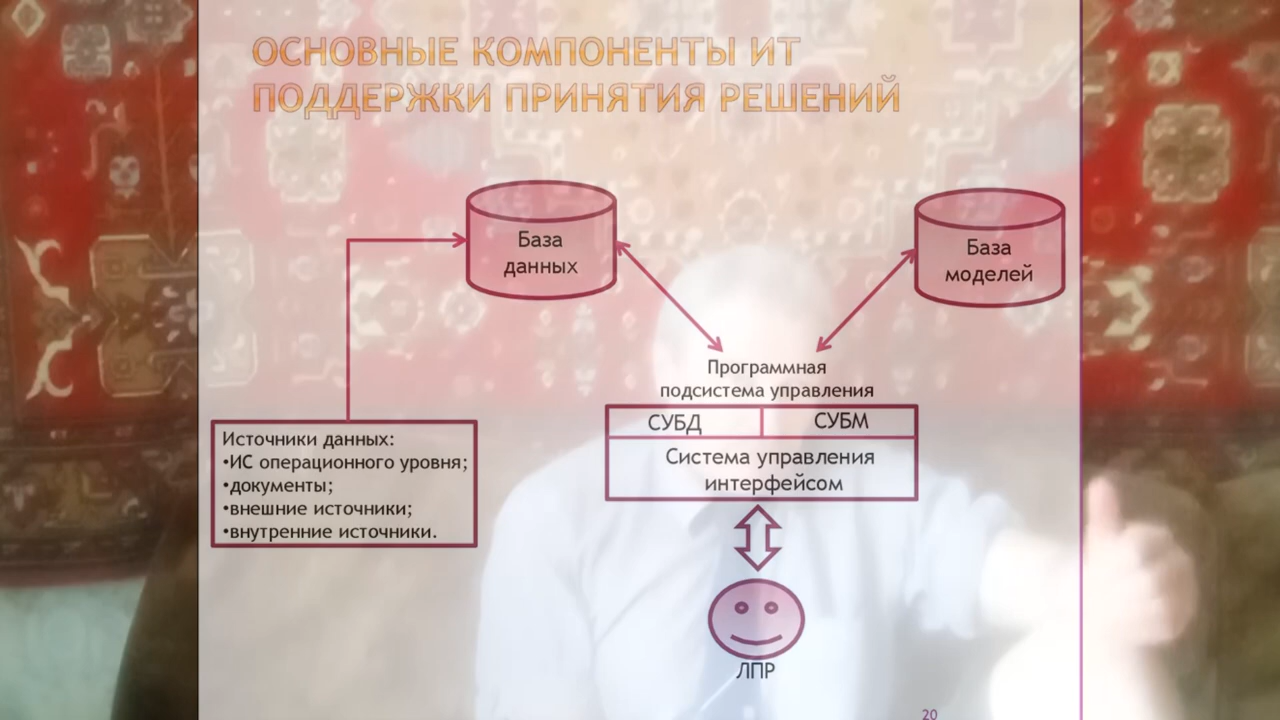 ОСНОВНЫЕ КОМПОНЕНТЫ ИТ
ПОДДЕРЖКИ ПРИНЯТИЯ РЕШЕНИЙ
База
данных
База
моделей
Программная
подсистема управления
СУБД
СУБМ
Система управления
интерфейсом
Источники данных:
•ИС операционного уровня;
•документы;
•внешние источники;
•внутренние источники.
ЛПР
20